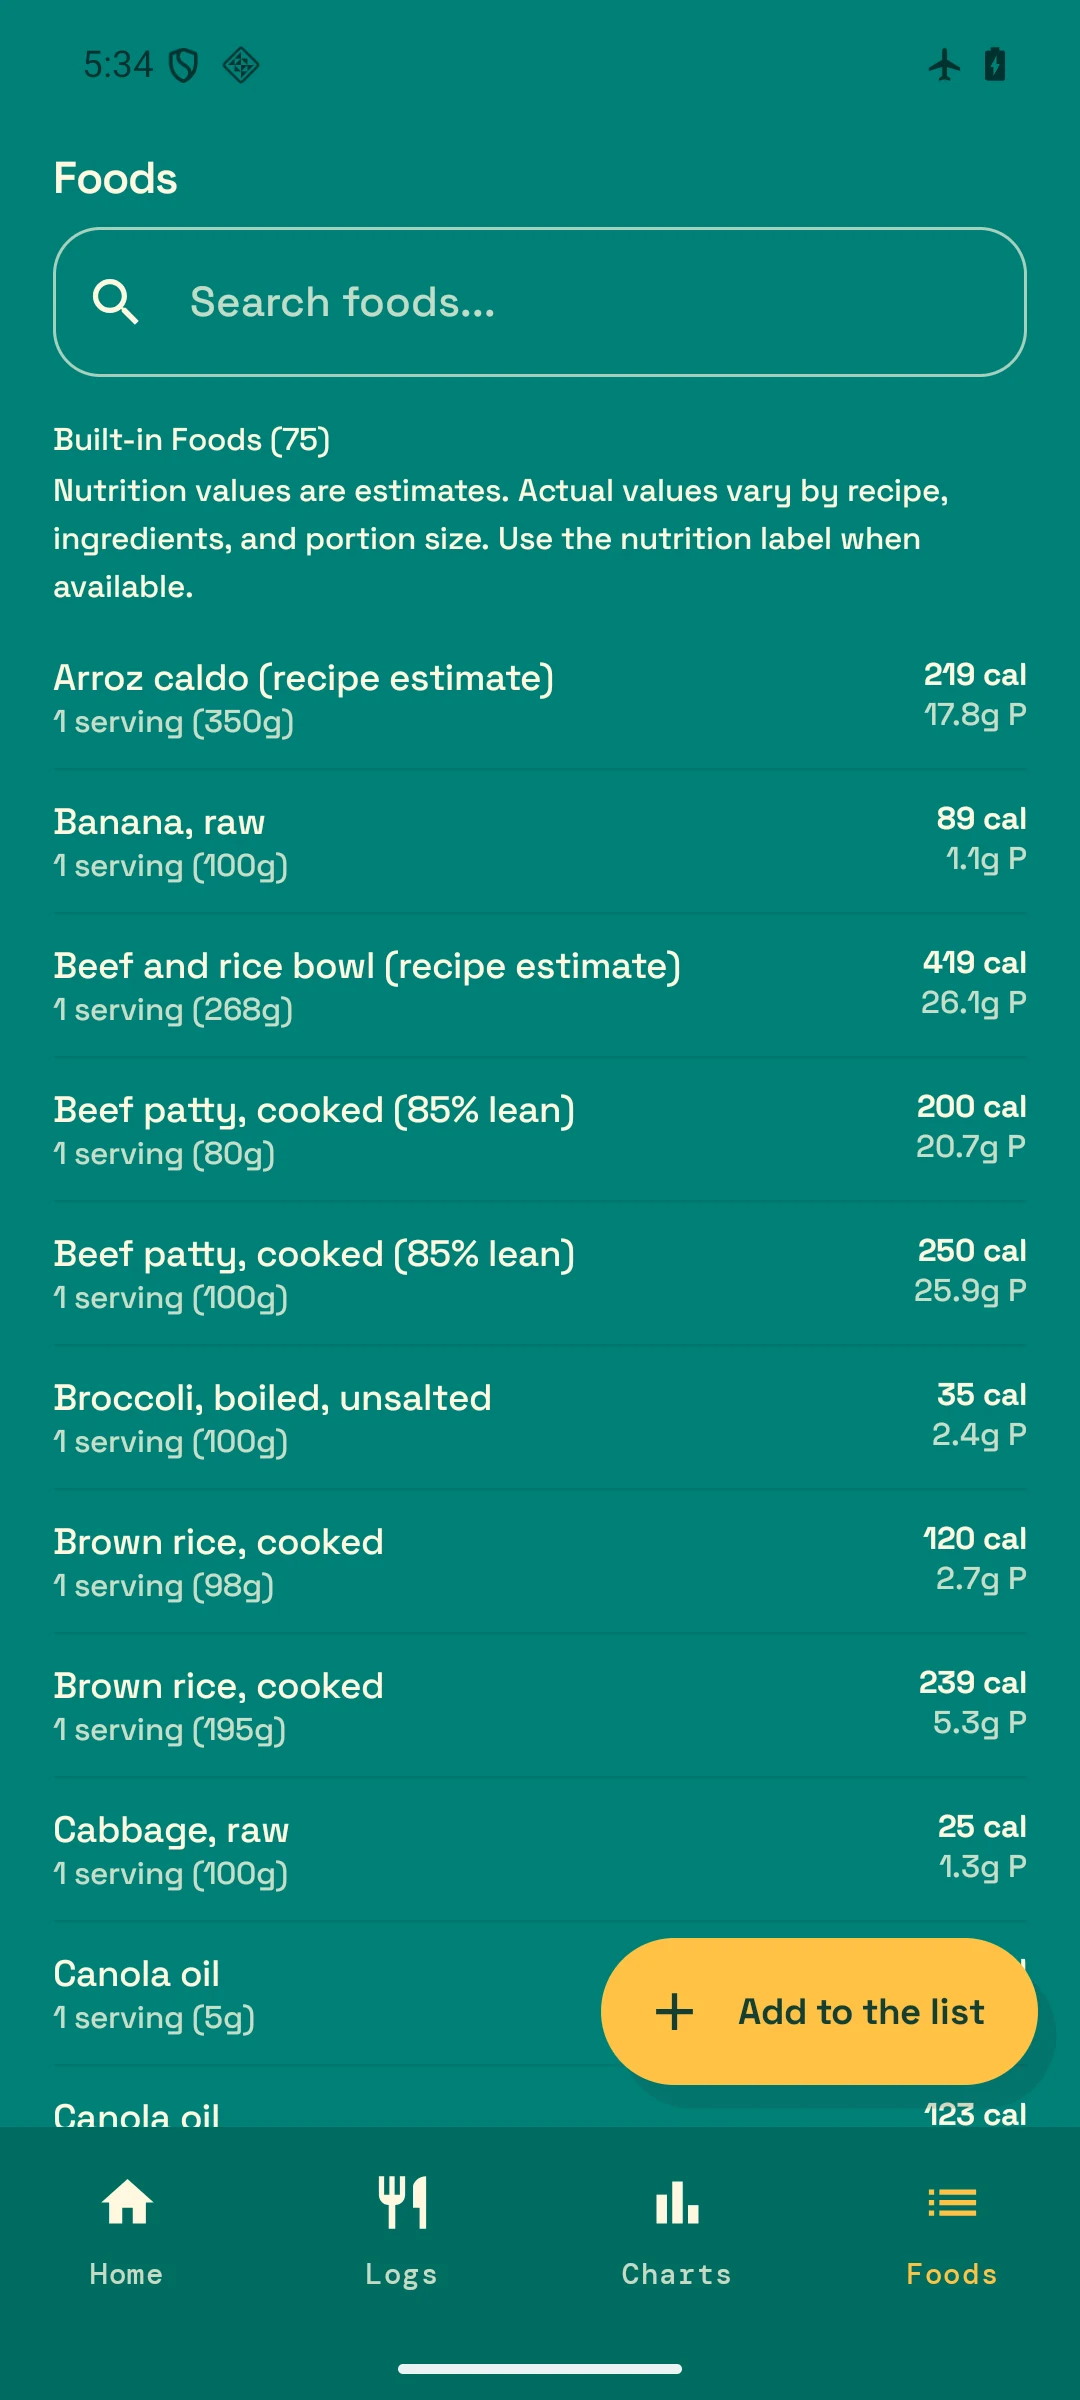 5:34
Foods
Search foods...
Built-in Foods (75)
Nutrition values are estimates. Actual values vary by recipe,
ingredients, and portion size. Use the nutrition label when
available.
Arroz caldo (recipe estimate)
219 cal
1 serving (350g)
17.8g P
Banana, raw
89 cal
1 serving (100g)
1.1g P
Beef and rice bowl (recipe estimate)
419 cal
1 serving (268g)
26.1g P
Beef patty, cooked (85% lean)
200 cal
1 serving (80g)
20.7g P
Beef patty, cooked (85% lean)
250 cal
1 serving (100g)
25.9g P
Broccoli, boiled, unsalted
35 cal
1 serving (100g)
2.4g P
Brown rice, cooked
120 cal
1 serving (98g)
2.7g P
Brown rice, cooked
239 cal
1 serving (195g)
5.3g P
Cabbage, raw
25 cal
1 serving (100g)
1.3g P
Canola oil
1 serving (5g)
Add to the list
Canola oil
123 cal
Home
Logs
Charts
Foods